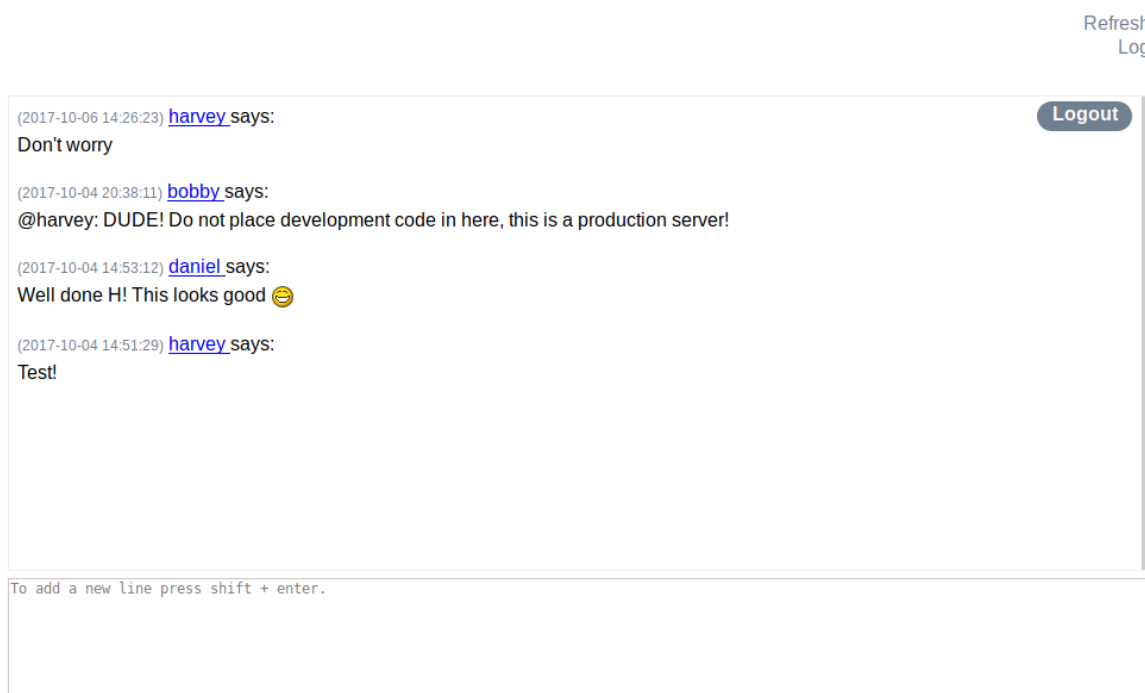 Refresh
Log
(2017-10-06 14:26:23) harvey says:
Logout
Don't worry
(2017-10-04 20:38:11) bobby says:
@harvey: DUDE! Do not place development code in here, this is a production server!
(2017-10-04 14:53:12) daniel says:
Well done H! This looks good
(2017-10-04 14:51:29) harvey says:
Test!
To add a new line press shift + enter.